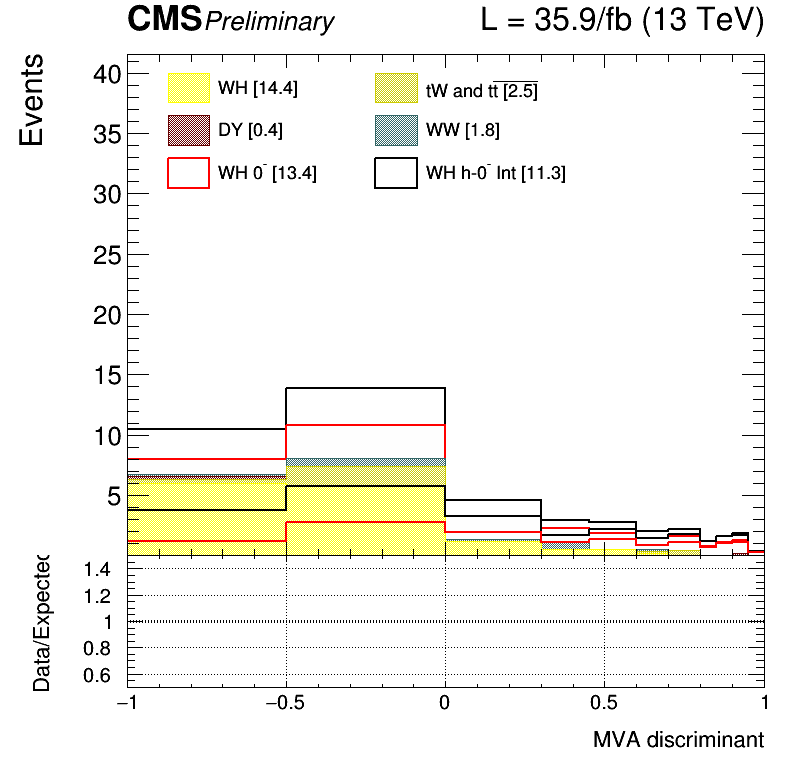 CMS Preliminary L = 35.9/fb (13 TeV)
Events
WH [14.4] tW and tt [2.5]
DY [0.4] WW [1.8]
WH 0⁻ [13.4] WH h-0⁻ Int [11.3]
40
35
30
25
20
15
10
5
Data/Expected
1.4
1.2
1
0.8
0.6
−1 −0.5 0 0.5 1
MVA discriminant